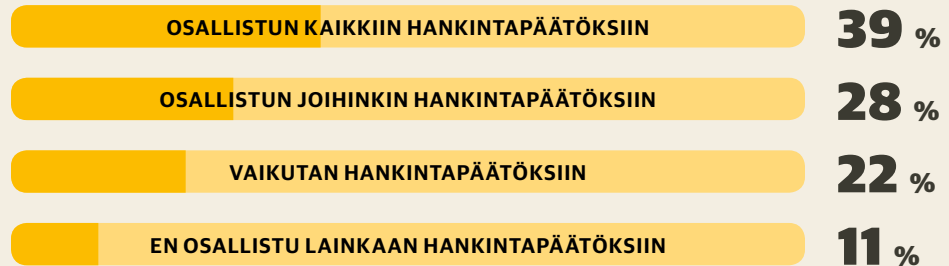 OSALLISTUN KAIKKIIN HANKINTAPÄÄTÖKSIIN 39 %
OSALLISTUN JOIHINKIN HANKINTAPÄÄTÖKSIIN 28 %
VAIKUTAN HANKINTAPÄÄTÖKSIIN 22 %
EN OSALLISTU LAINKAAN HANKINTAPÄÄTÖKSIIN 11 %